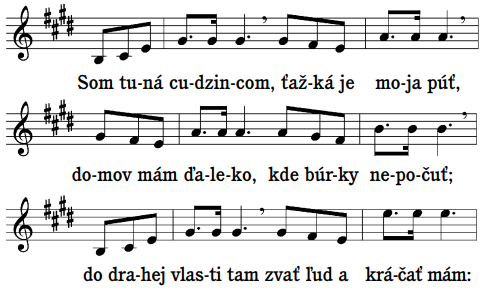 Som tu-ná cu-dzin-com, ťaž-ká je mo-ja púť,
do-mov mám ďa-le-ko, kde búr-ky ne-po-čuť;
do dra-hej vlas-ti tam zvať ľud a krá-čať mám: